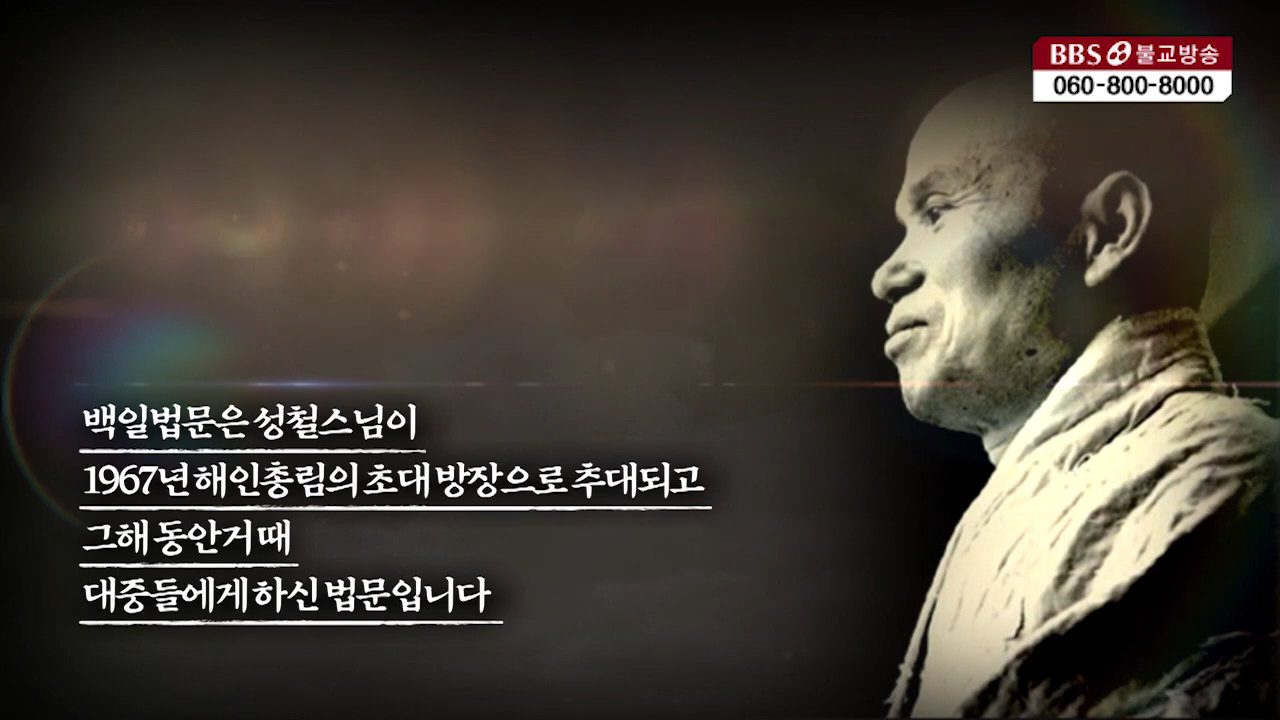 BBS 불교방송
060-800-8000
백일법문은 성철스님이
1967년 해인총림의 초대 방장으로 추대되고
그해 동안거 때
대중들에게 하신 법문입니다